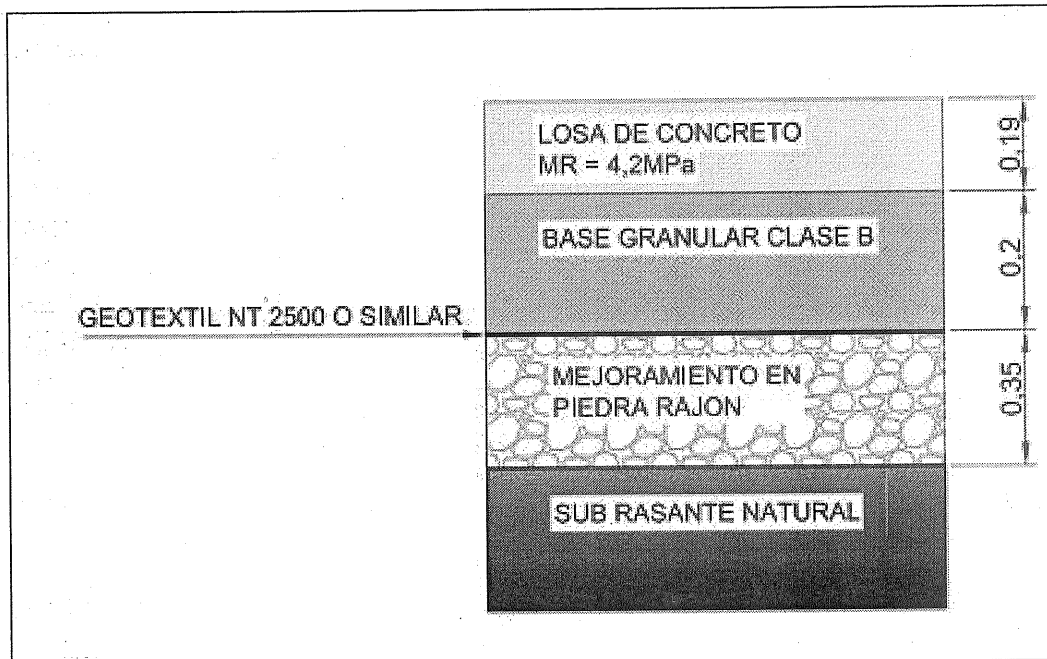 LOSA DE CONCRETO
MR = 4,2MPa
0,19
BASE GRANULAR CLASE B
0,2
GEOTEXTIL NT 2500 O SIMILAR
MEJORAMIENTO EN
PIEDRA RAJON
0,35
SUB RASANTE NATURAL